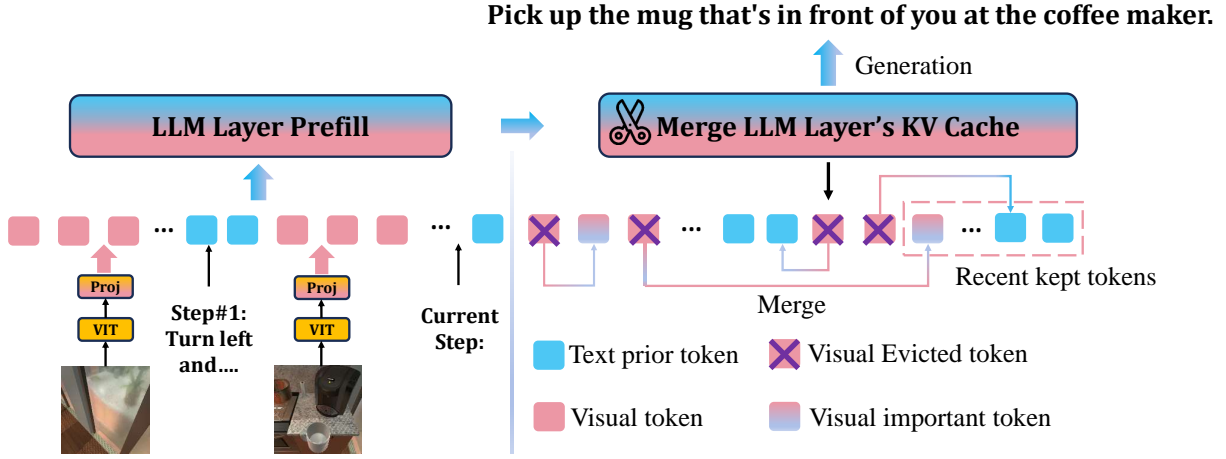 Pick up the mug that's in front of you at the coffee maker.
Generation
LLM Layer Prefill
Merge LLM Layer's KV Cache
...
...
...
...
Proj
Proj
VIT
VIT
Step#1:
Turn left
and....
Current
Step:
Merge
Recent kept tokens
Text prior token
Visual Evicted token
Visual token
Visual important token